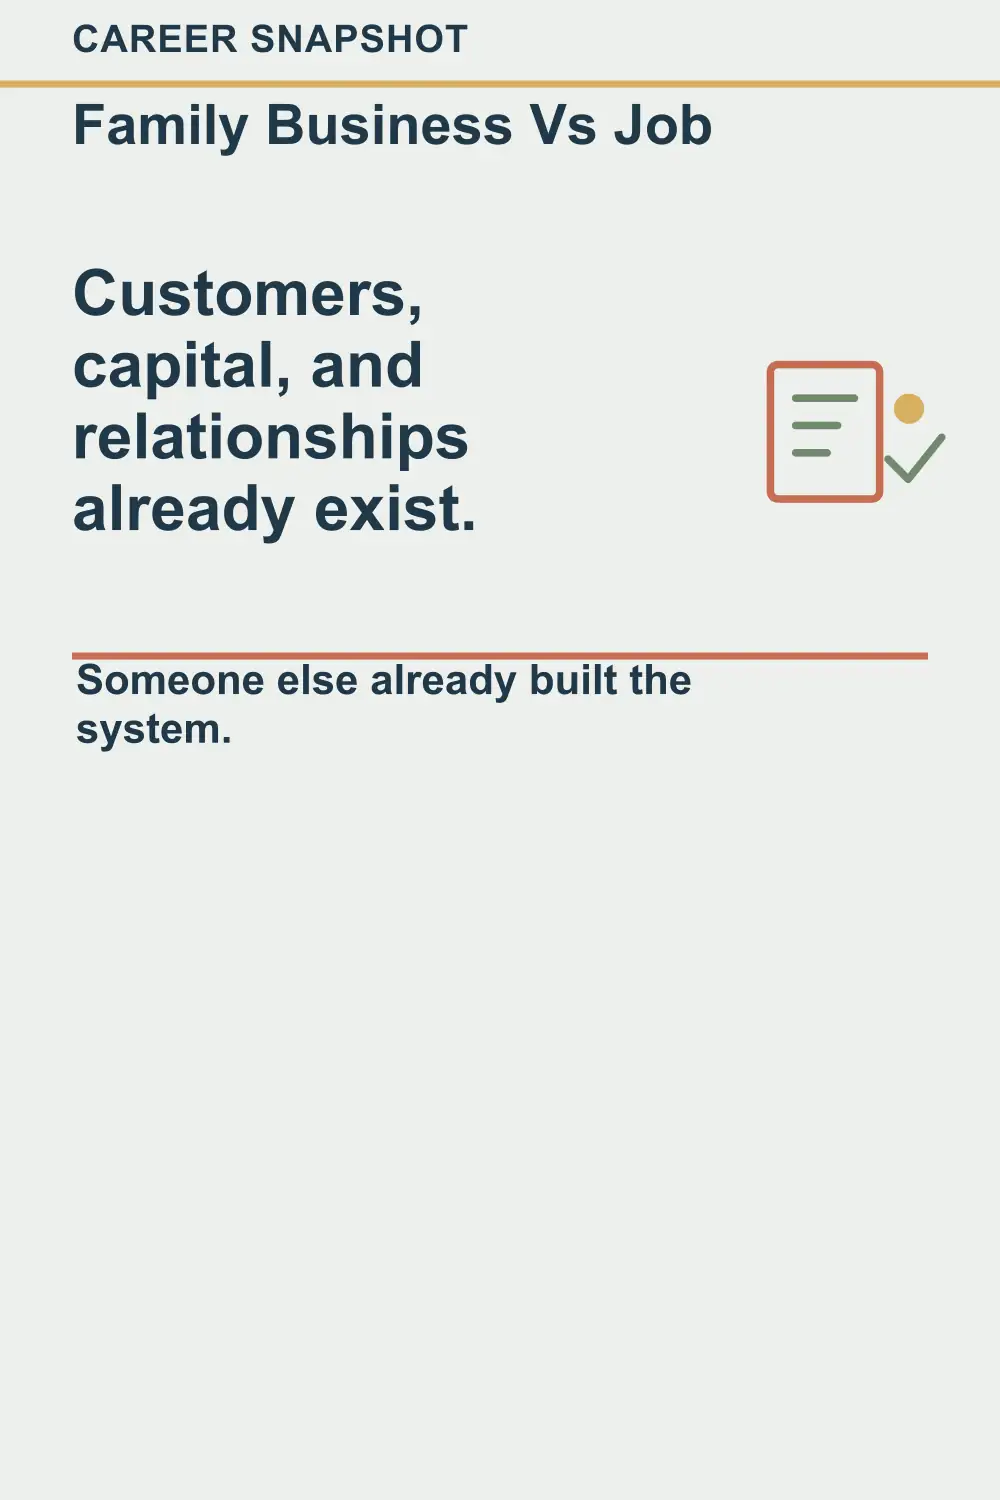 CAREER SNAPSHOT
Family Business Vs Job
Customers,
capital, and
relationships
already exist.
Someone else already built the
system.